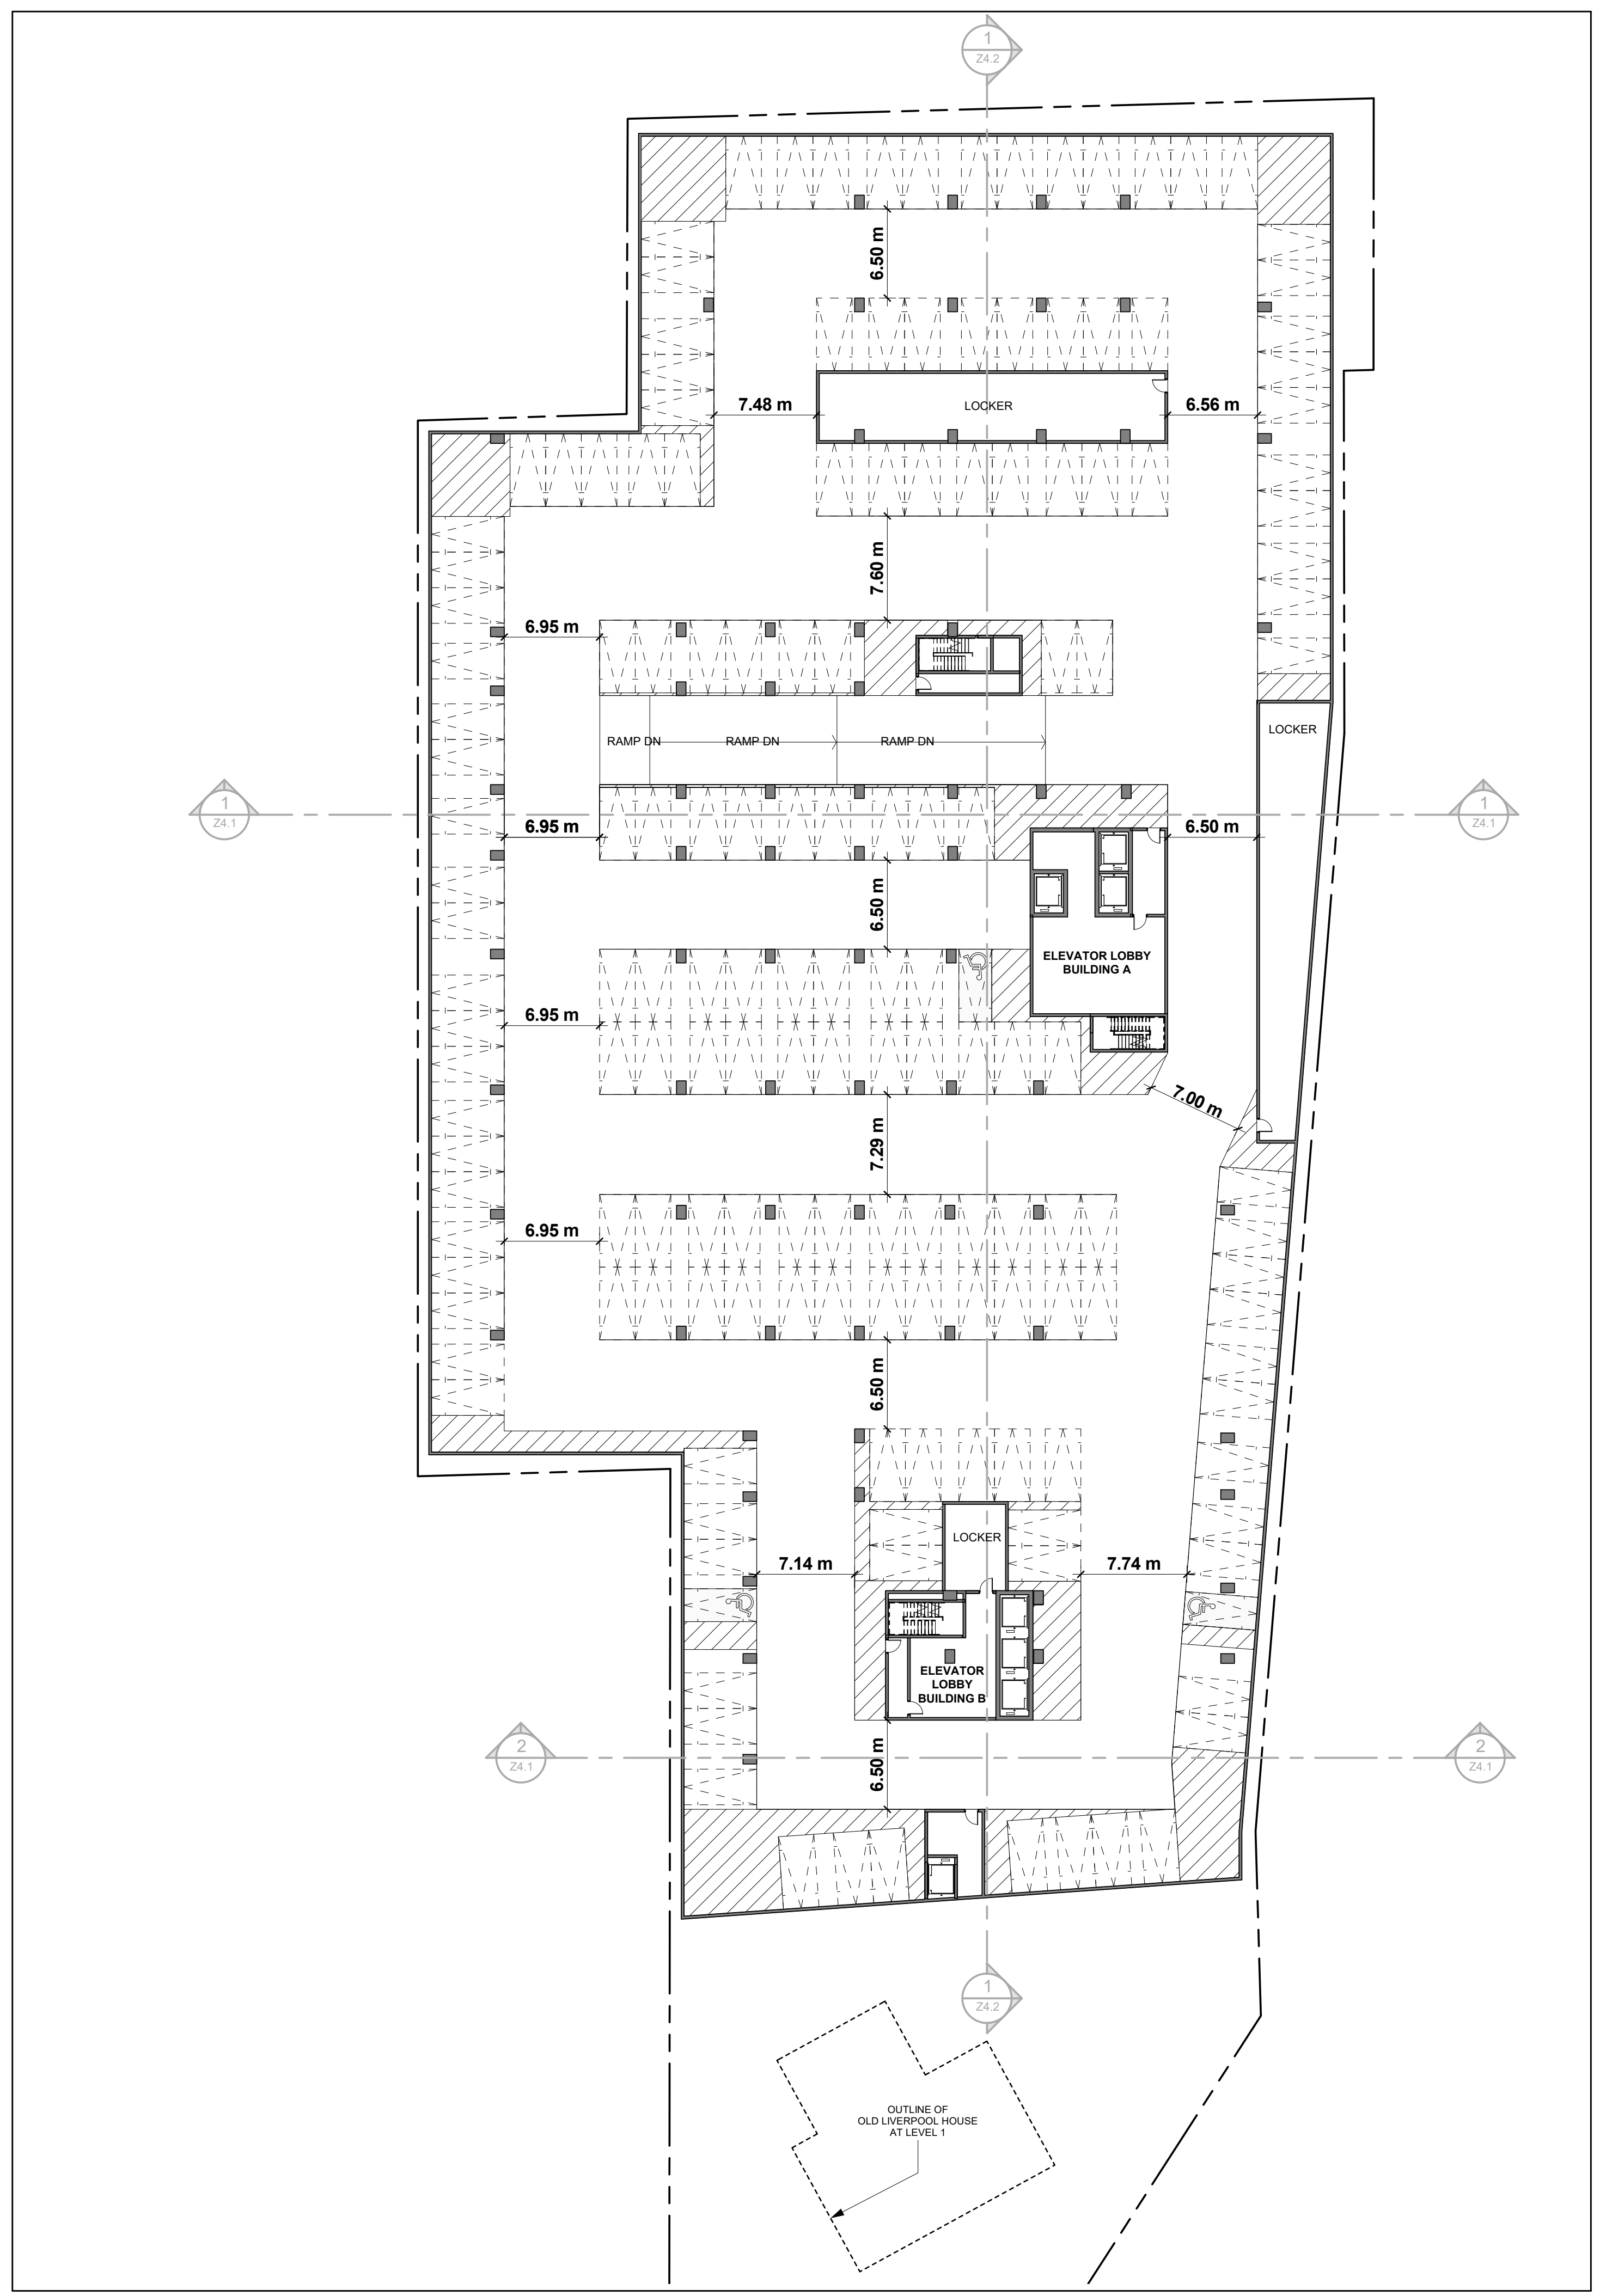 1
Z4.2
6.50 m
7.48 m
LOCKER
6.56 m
7.60 m
6.95 m
LOCKER
RAMP DN
RAMP DN
RAMP DN
1
Z4.1
1
Z4.1
6.95 m
6.50 m
6.50 m
ELEVATOR LOBBY
BUILDING A
6.95 m
7.00 m
7.29 m
6.95 m
6.50 m
LOCKER
7.14 m
7.74 m
ELEVATOR
LOBBY
BUILDING B
2
Z4.1
6.50 m
2
Z4.1
1
Z4.2
OUTLINE OF
OLD LIVERPOOL HOUSE
AT LEVEL 1